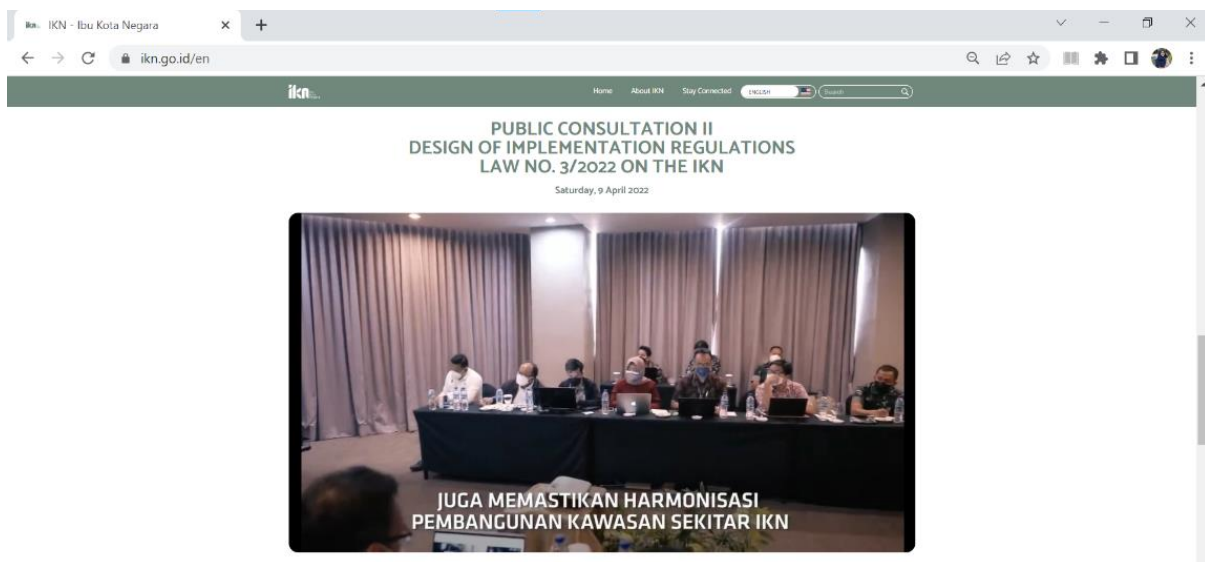 IKN - Ibu Kota Negara
ikn.go.id/en
ikn
Home About IKN Stay Connected ENGLISH Search
PUBLIC CONSULTATION II
DESIGN OF IMPLEMENTATION REGULATIONS
LAW NO. 3/2022 ON THE IKN
Saturday, 9 April 2022
JUGA MEMASTIKAN HARMONISASI
PEMBANGUNAN KAWASAN SEKITAR IKN